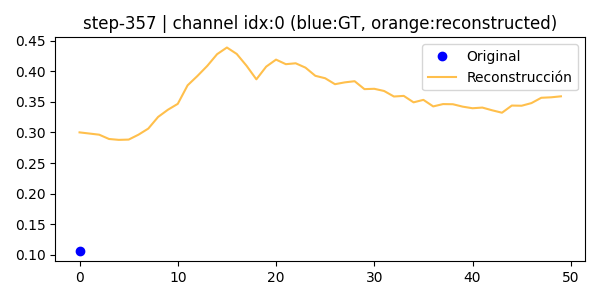 step-357 | channel idx:0 (blue:GT, orange:reconstructed)
0.45
0.40
0.35
0.30
0.25
0.20
0.15
0.10
Original
Reconstrucción
0 10 20 30 40 50